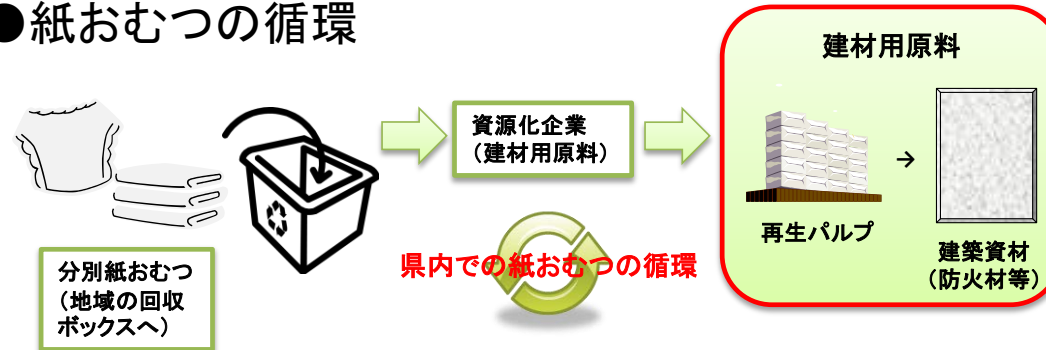 ●紙おむつの循環
建材用原料
資源化企業
（建材用原料）
→
再生パルプ
建築資材
（防火材等）
県内での紙おむつの循環
分別紙おむつ
（地域の回収
ボックスへ）